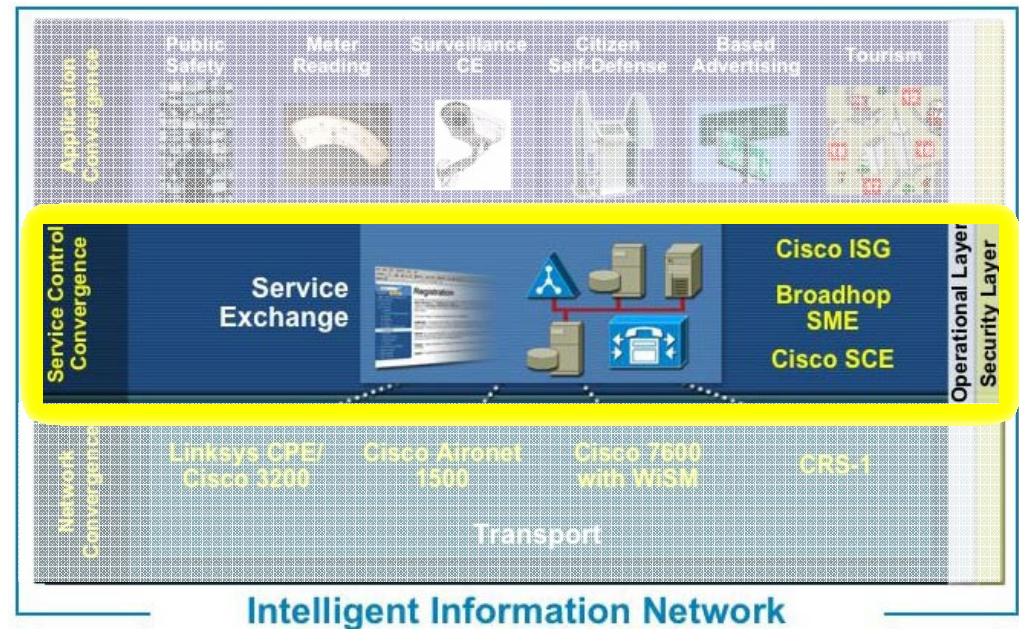 Public
Safety
Meter
Reading
Surveillance
CE
Citizen
Self-Defense
Based
Advertising
Tourism
Application
Convergence
Service Control
Convergence
Service
Exchange
Registration
Cisco ISG
Broadhop
SME
Cisco SCE
Operational Layer
Security Layer
Network
Convergence
Linksys CPE/
Cisco 3200
Cisco Aironet
1500
Cisco 7600
with WiSM
CRS-1
Transport
Intelligent Information Network